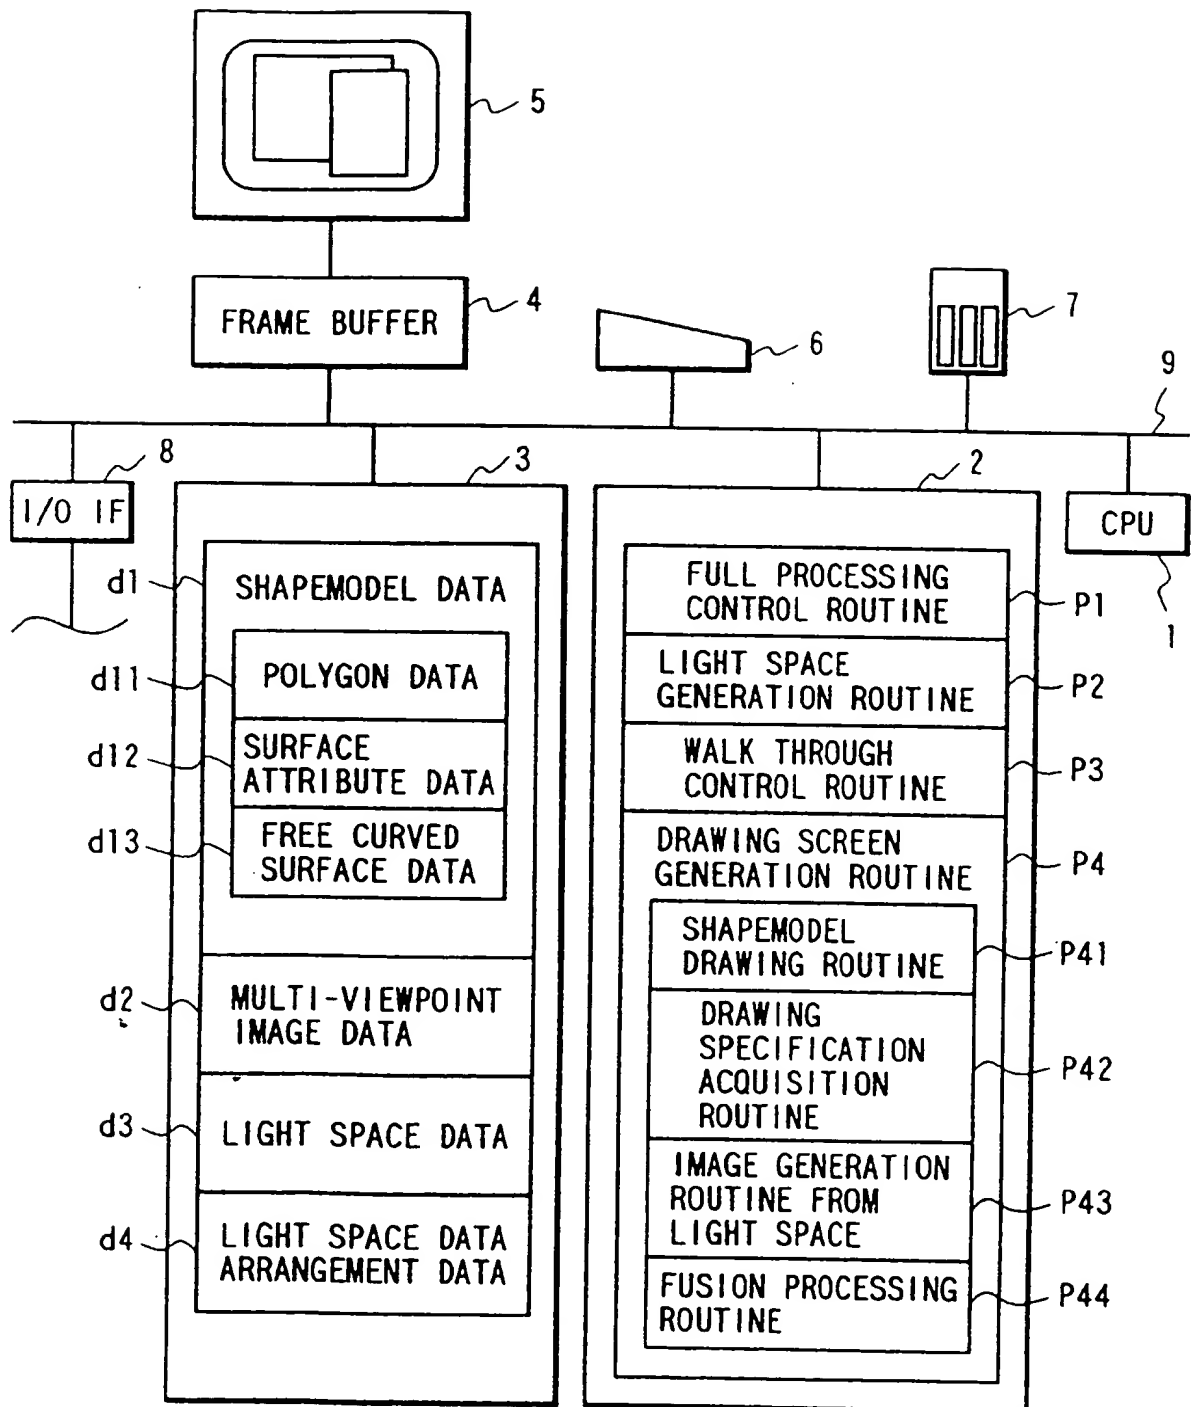 5
FRAME BUFFER
4
6
7
9
8
I/O IF
3
2
CPU
1
d1
SHAPEMODEL DATA
d11
POLYGON DATA
d12
SURFACE
ATTRIBUTE DATA
d13
FREE CURVED
SURFACE DATA
d2
MULTI-VIEWPOINT
IMAGE DATA
d3
LIGHT SPACE DATA
d4
LIGHT SPACE DATA
ARRANGEMENT DATA
FULL PROCESSING
CONTROL ROUTINE
P1
LIGHT SPACE
GENERATION ROUTINE
P2
WALK THROUGH
CONTROL ROUTINE
P3
DRAWING SCREEN
GENERATION ROUTINE
P4
SHAPEMODEL
DRAWING ROUTINE
P41
DRAWING
SPECIFICATION
ACQUISITION
ROUTINE
P42
IMAGE GENERATION
ROUTINE FROM
LIGHT SPACE
P43
FUSION PROCESSING
ROUTINE
P44